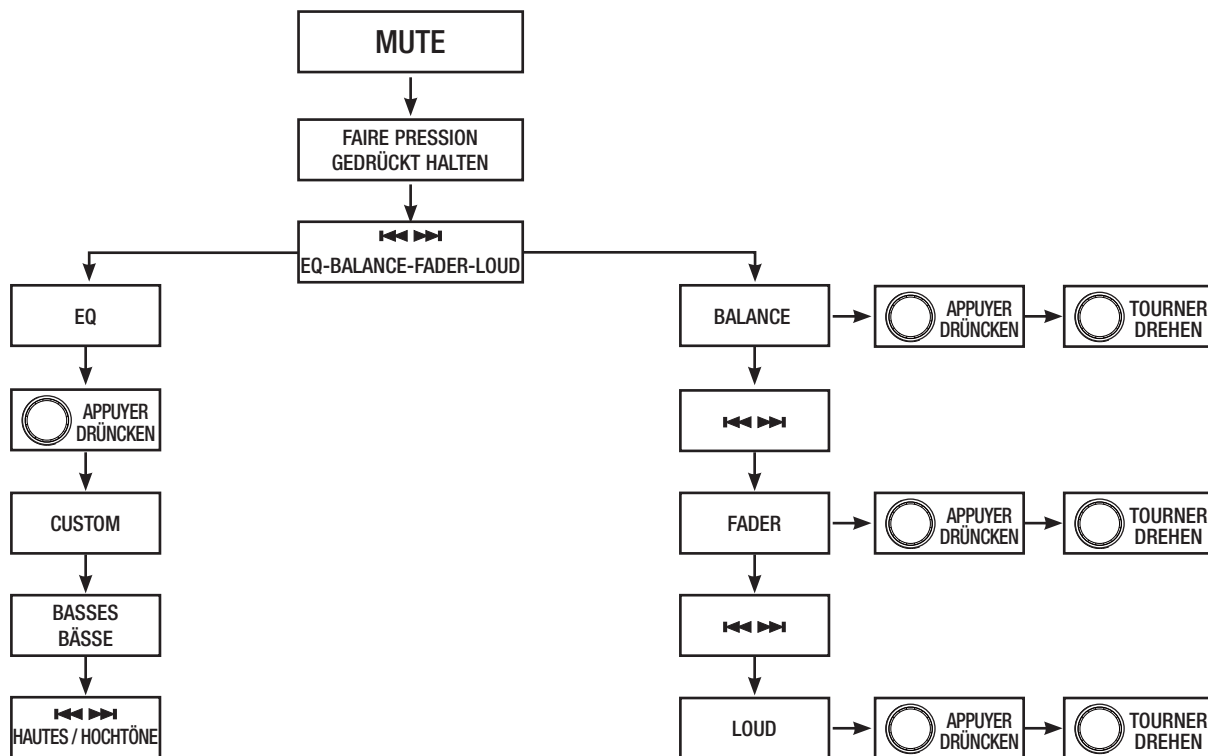 MUTE
FAIRE PRESSION
GEDRÜCKT HALTEN
EQ-BALANCE-FADER-LOUD
EQ
APPUYER
DRÜNCKEN
CUSTOM
BASSES
BÄSSE
HAUTES / HOCHTÖNE
BALANCE
APPUYER
DRÜNCKEN
TOURNER
DREHEN
FADER
APPUYER
DRÜNCKEN
TOURNER
DREHEN
LOUD
APPUYER
DRÜNCKEN
TOURNER
DREHEN